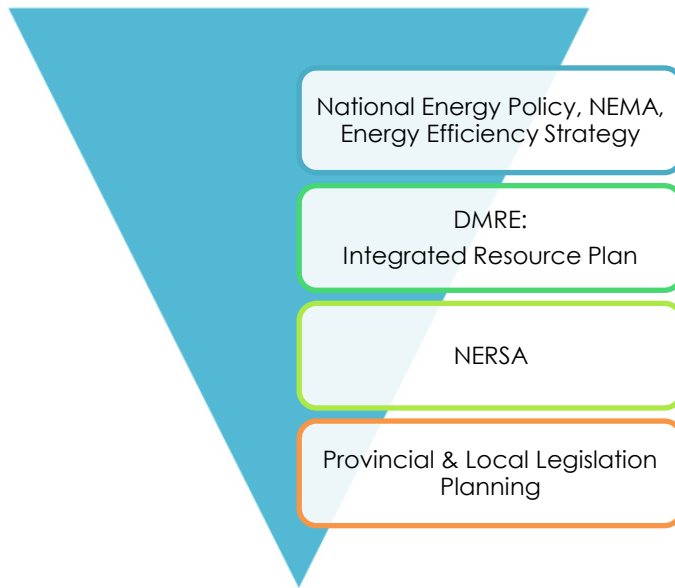 National Energy Policy, NEMA,
Energy Efficiency Strategy
DMRE:
Integrated Resource Plan
NERSA
Provincial & Local Legislation
Planning